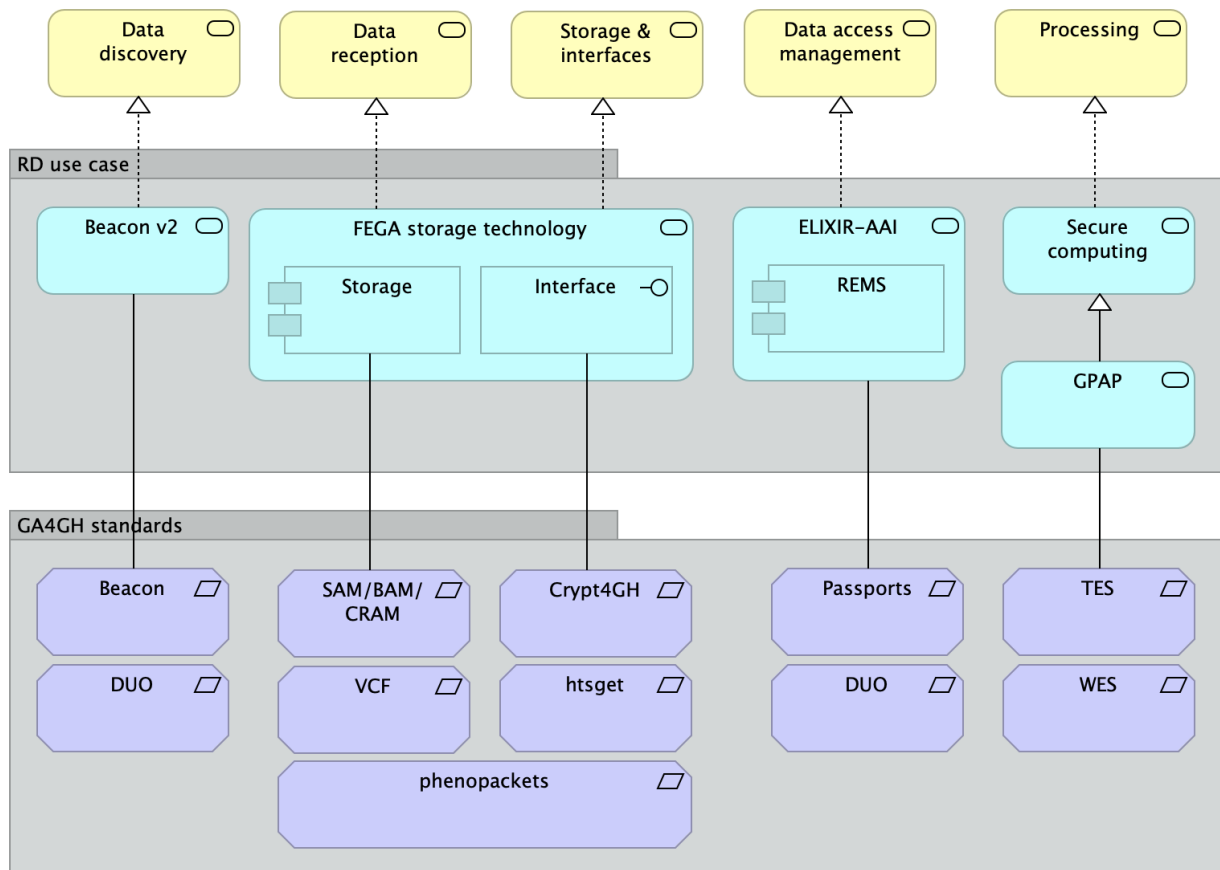 Data
discovery
Data
reception
Storage &
interfaces
Data access
management
Processing
RD use case
Beacon v2
FEGA storage technology
Storage
Interface
ELIXIR-AAI
REMS
Secure
computing
GPAP
GA4GH standards
Beacon
SAM/BAM/
CRAM
Crypt4GH
Passports
TES
DUO
VCF
htsget
DUO
WES
phenopackets